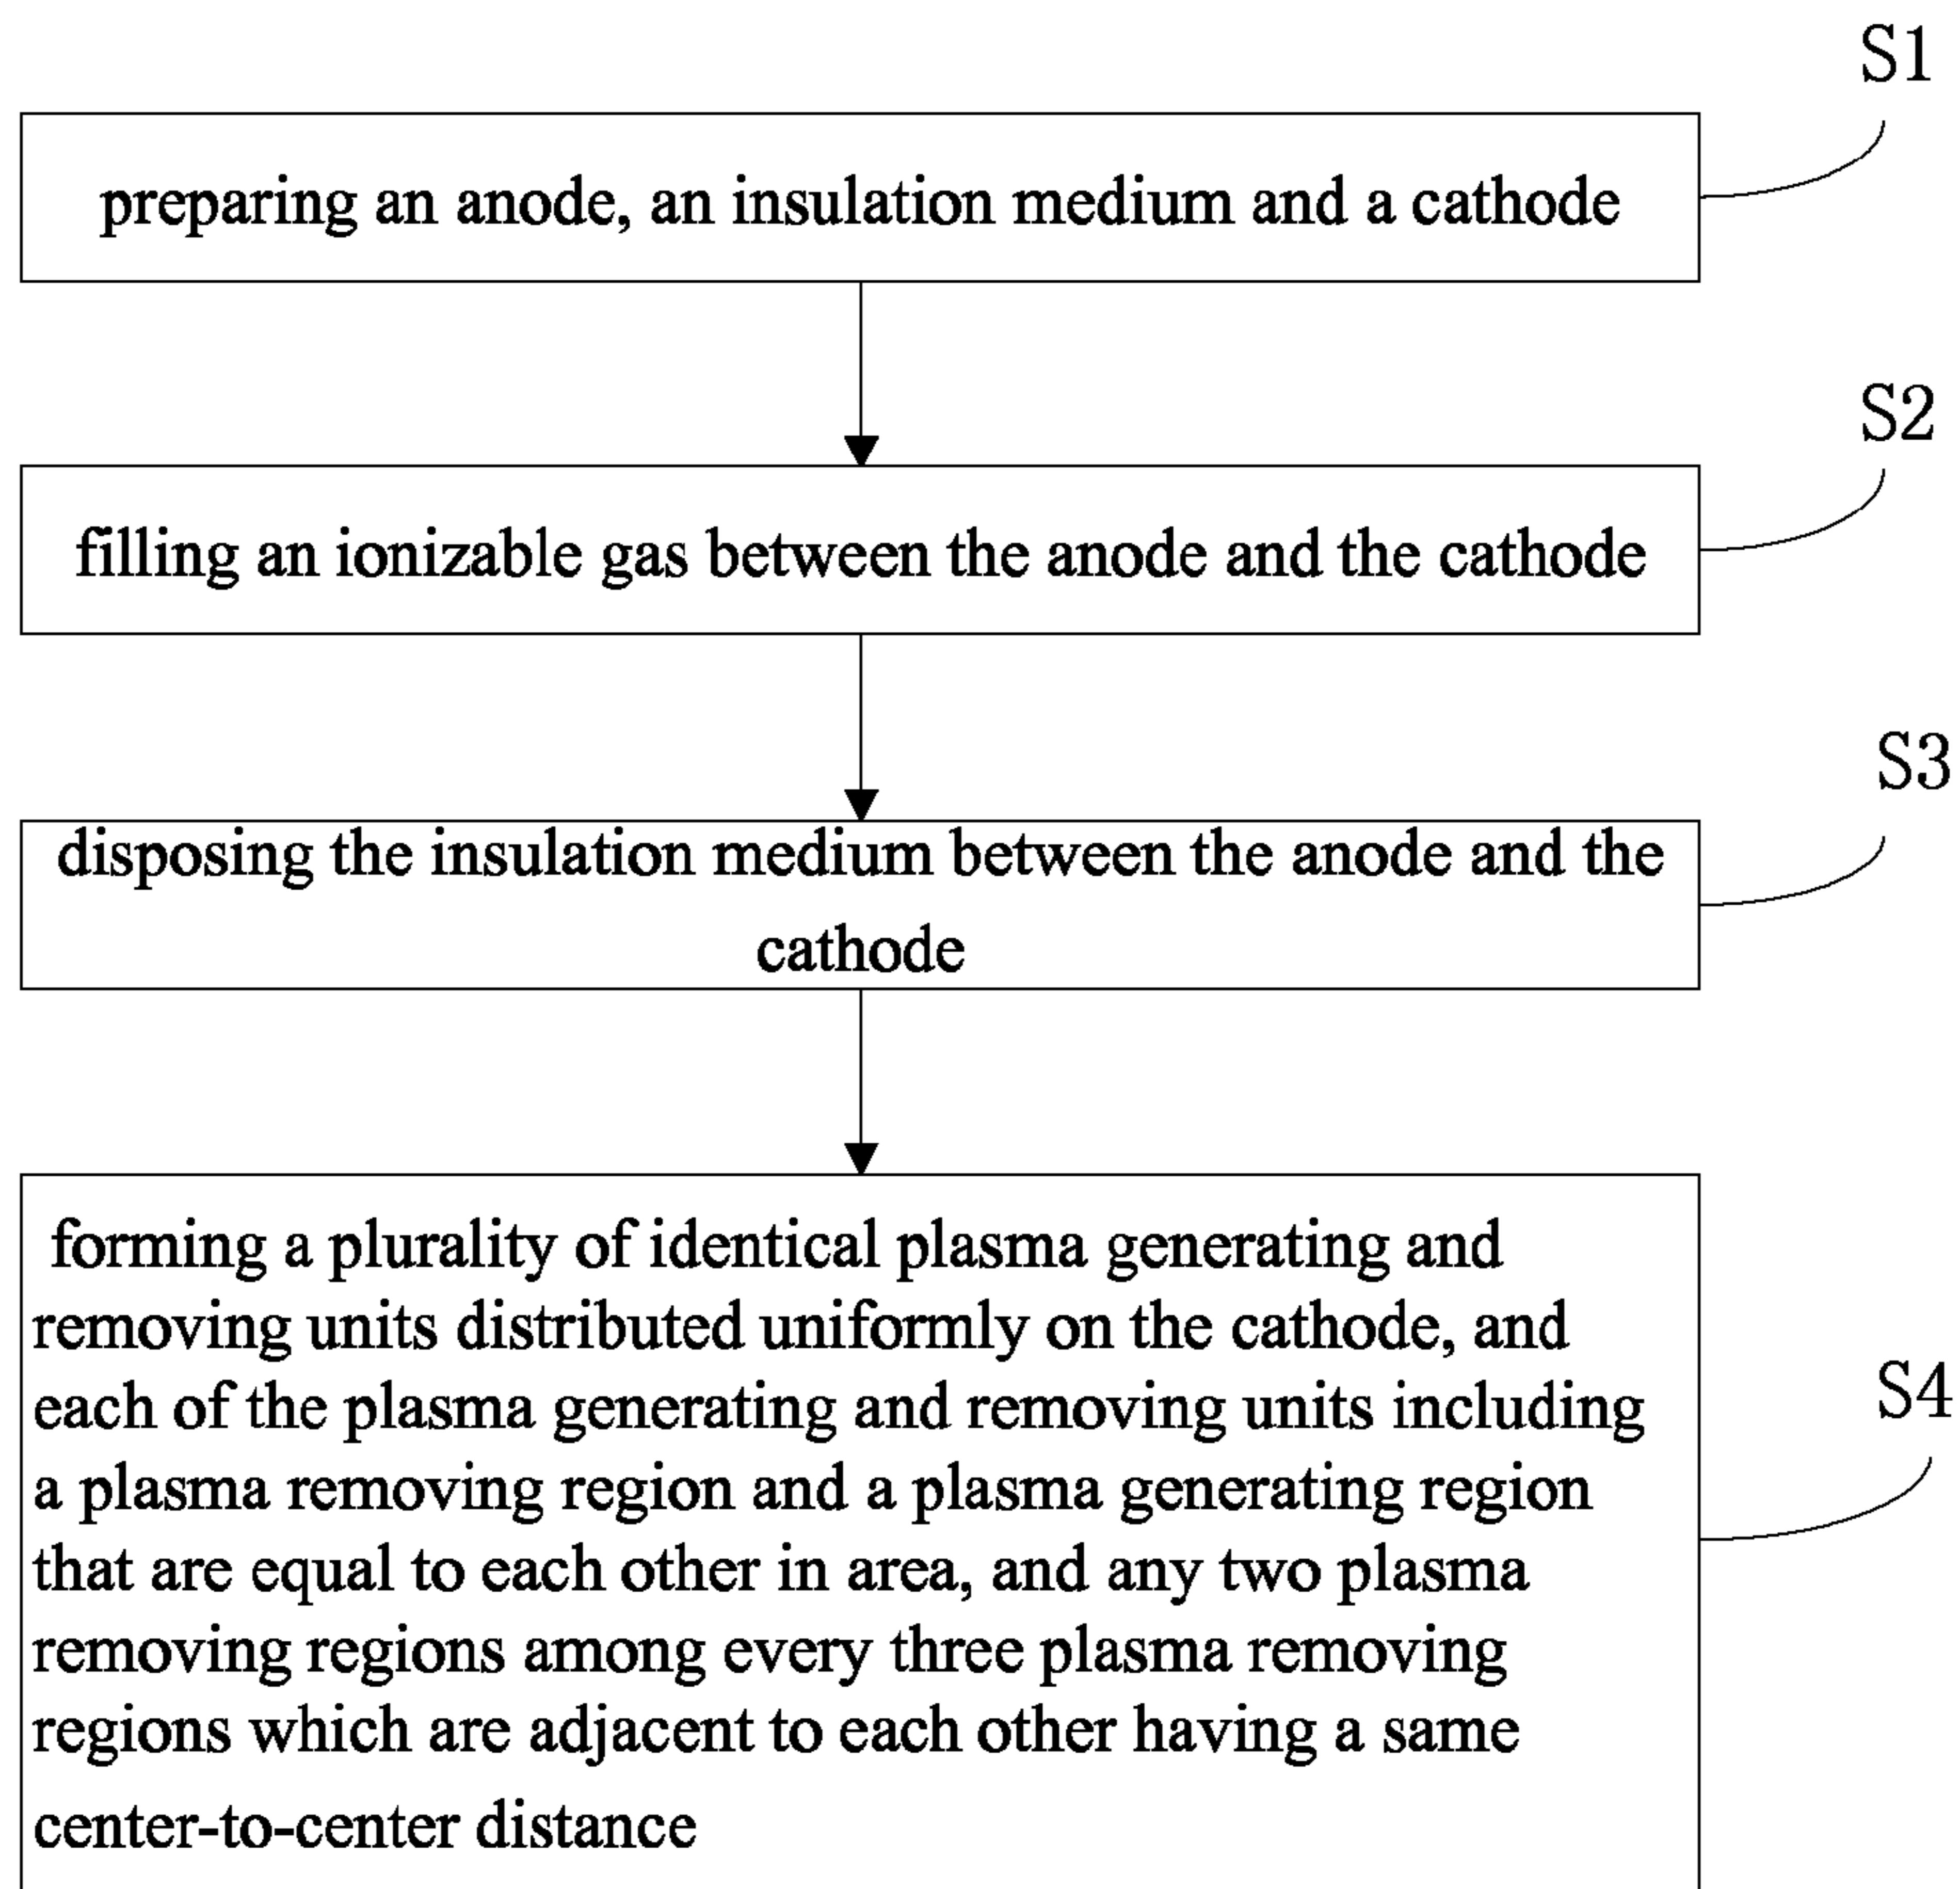 S1
preparing an anode, an insulation medium and a cathode
S2
filling an ionizable gas between the anode and the cathode
S3
disposing the insulation medium between the anode and the
cathode
forming a plurality of identical plasma generating and
removing units distributed uniformly on the cathode, and
each of the plasma generating and removing units including
S4
a plasma removing region and a plasma generating region
that are equal to each other in area, and any two plasma
removing regions among every three plasma removing
regions which are adjacent to each other having a same
center-to-center distance